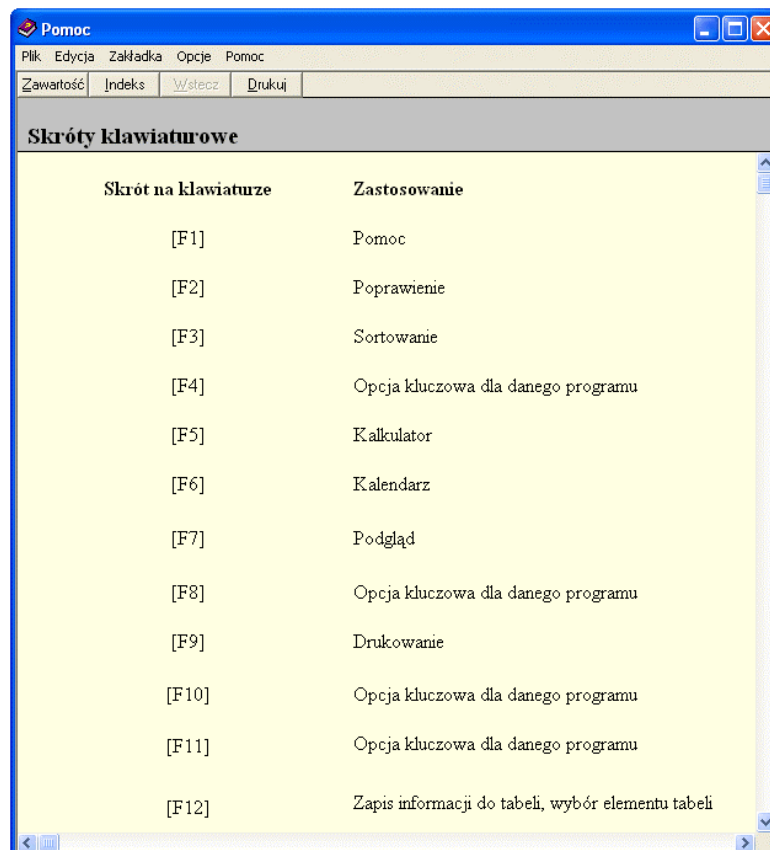 Pomoc
Plik Edycja Zakładka Opcje Pomoc
Zawartość Indeks Wstecz Drukuj
Skróty klawiaturowe
Skrót na klawiaturze Zastosowanie
[F1] Pomoc
[F2] Poprawienie
[F3] Sortowanie
[F4] Opcja kluczowa dla danego programu
[F5] Kalkulator
[F6] Kalendarz
[F7] Podgląd
[F8] Opcja kluczowa dla danego programu
[F9] Drukowanie
[F10] Opcja kluczowa dla danego programu
[F11] Opcja kluczowa dla danego programu
[F12] Zapis informacji do tabeli, wybór elementu tabeli